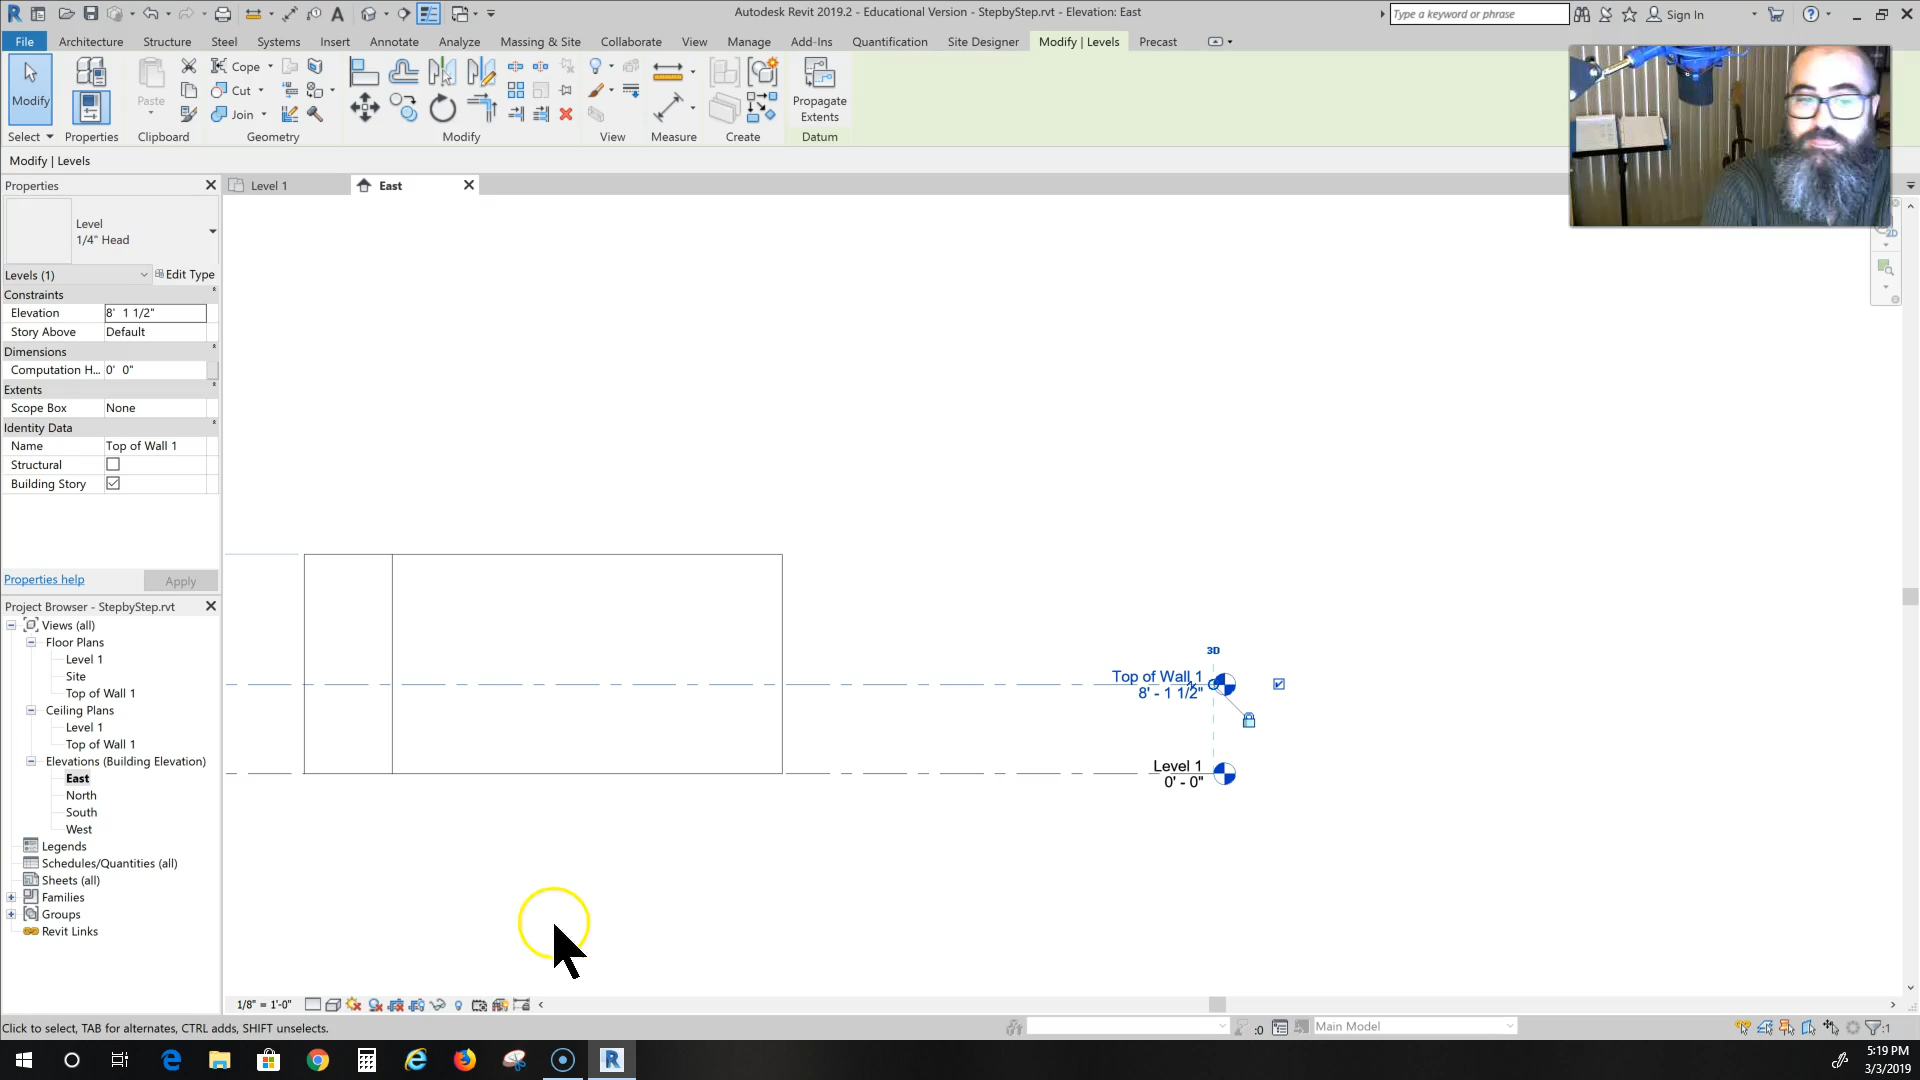 Autodesk Revit 2019.2 - Educational Version - StepbyStep.rvt - Elevation: East
Type a keyword or phrase
Sign In
File Architecture Structure Steel Systems Insert Annotate Analyze Massing & Site Collaborate View Manage Add-Ins Quantification Site Designer Modify | Levels Precast
Modify
Paste
Cope
Cut
Join
Propagate
Extents
Select Properties Clipboard Geometry Modify View Measure Create Datum
Modify | Levels
Properties
Level 1
East
Level
1/4" Head
Levels (1)
Edit Type
Constraints
Elevation 8' 1 1/2"
Story Above Default
Dimensions
Computation H... 0' 0"
Extents
Scope Box None
Identity Data
Name Top of Wall 1
Structural
Building Story
Properties help
Apply
Project Browser - StepbyStep.rvt
Views (all)
Floor Plans
Level 1
Site
Top of Wall 1
Ceiling Plans
Level 1
Top of Wall 1
Elevations (Building Elevation)
East
North
South
West
Legends
Schedules/Quantities (all)
Sheets (all)
Families
Groups
Revit Links
3D
Top of Wall 1
8' - 1 1/2"
Level 1
0' - 0"
2D
1/8" = 1'-0"
Click to select, TAB for alternates, CTRL adds, SHIFT unselects.
:0
Main Model
:1
5:19 PM
3/3/2019